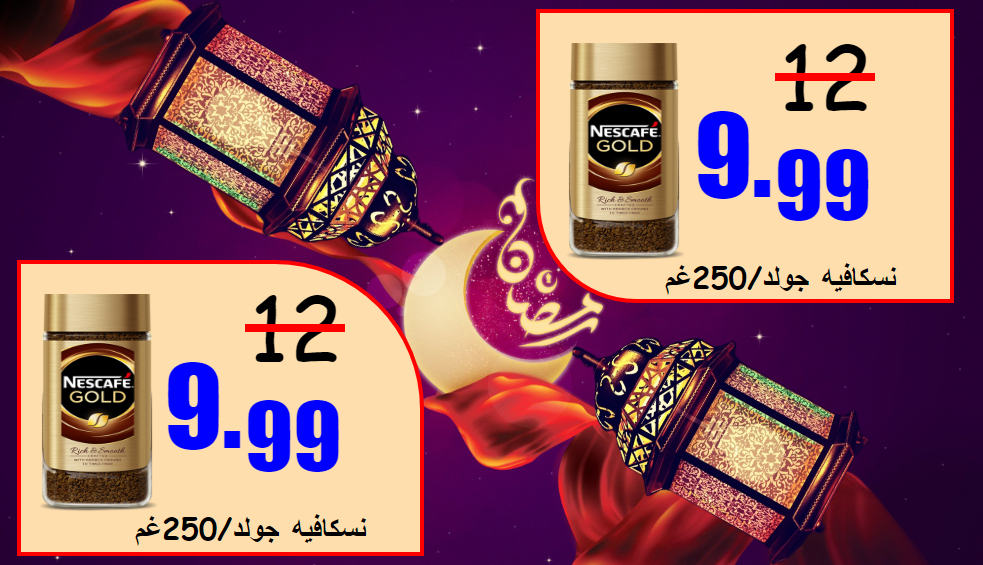 12
NESCAFÉ
GOLD
Rich & Smooth
9.99
نسكافيه جولد/250غم
رمضان
12
NESCAFÉ
GOLD
Rich & Smooth
9.99
نسكافيه جولد/250غم